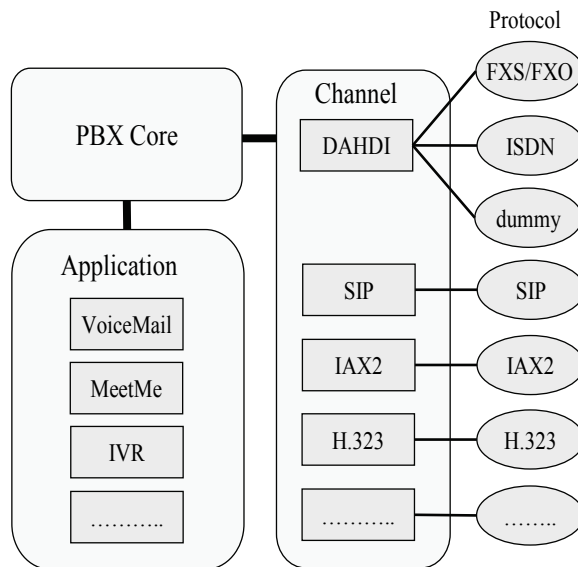 Protocol
PBX Core
Channel
DAHDI
FXS/FXO
ISDN
dummy
Application
VoiceMail
MeetMe
IVR
………..
SIP
SIP
IAX2
IAX2
H.323
H.323
………..
……..